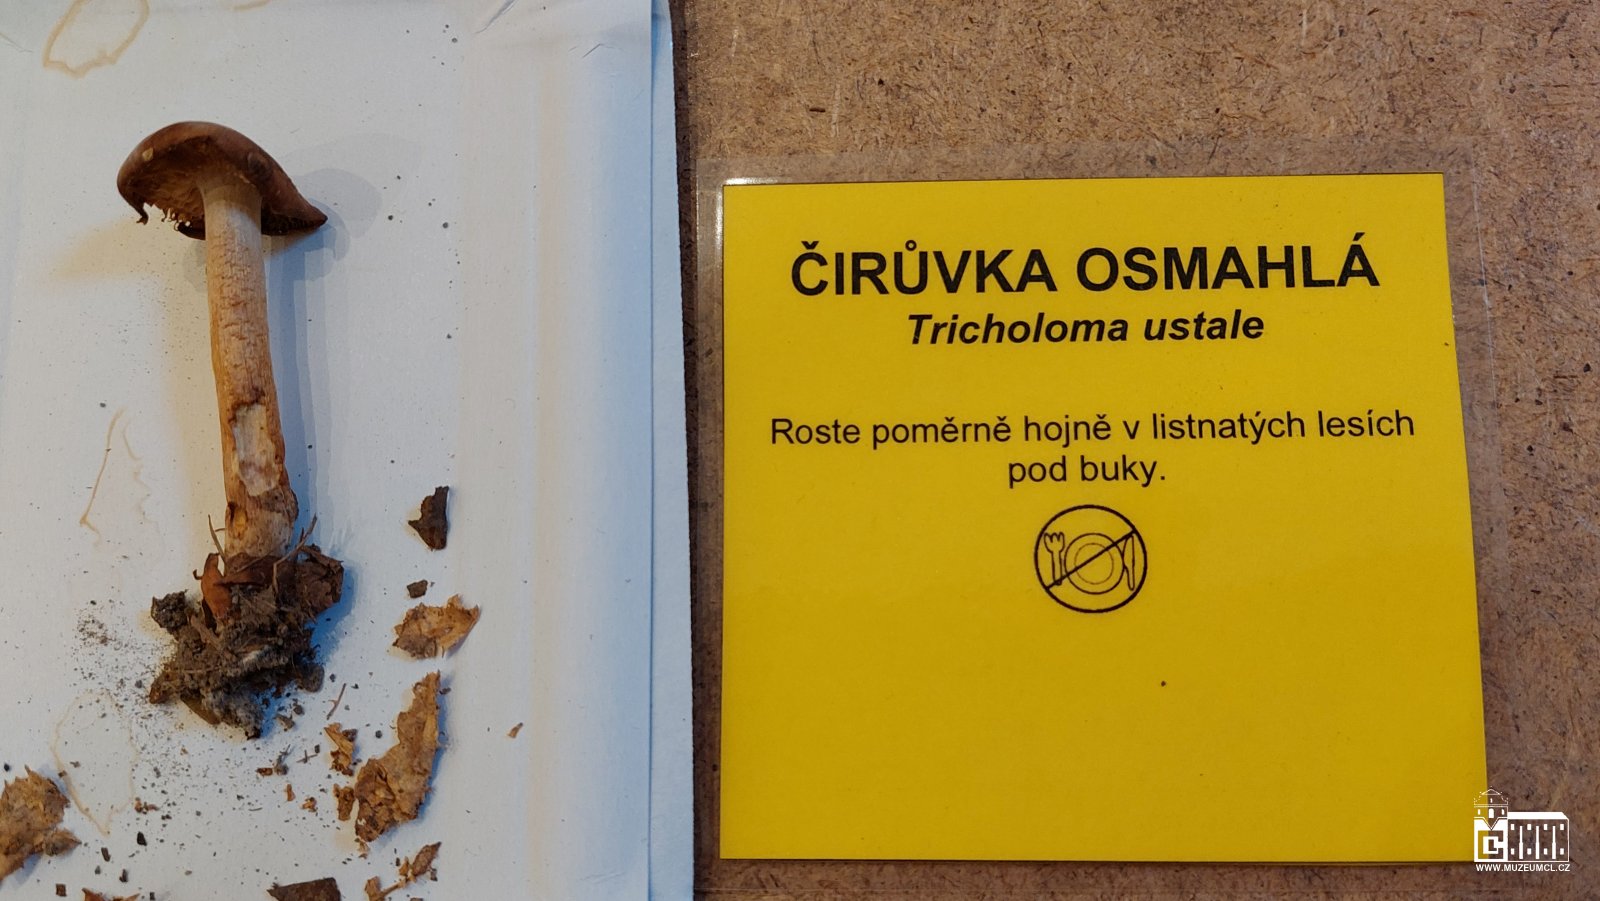 ČIRŮVKA OSMAHLÁ
Tricholoma ustale
Roste poměrně hojně v listnatých lesích
pod buky.
WWW.MUZEUMCL.CZ